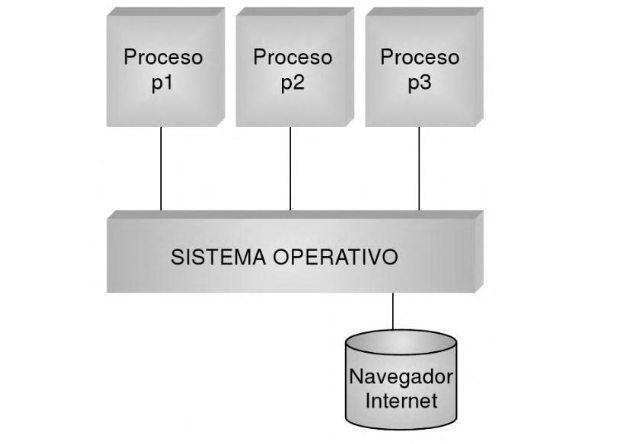 Proceso
p1
Proceso
p2
Proceso
p3
SISTEMA OPERATIVO
Navegador
Internet